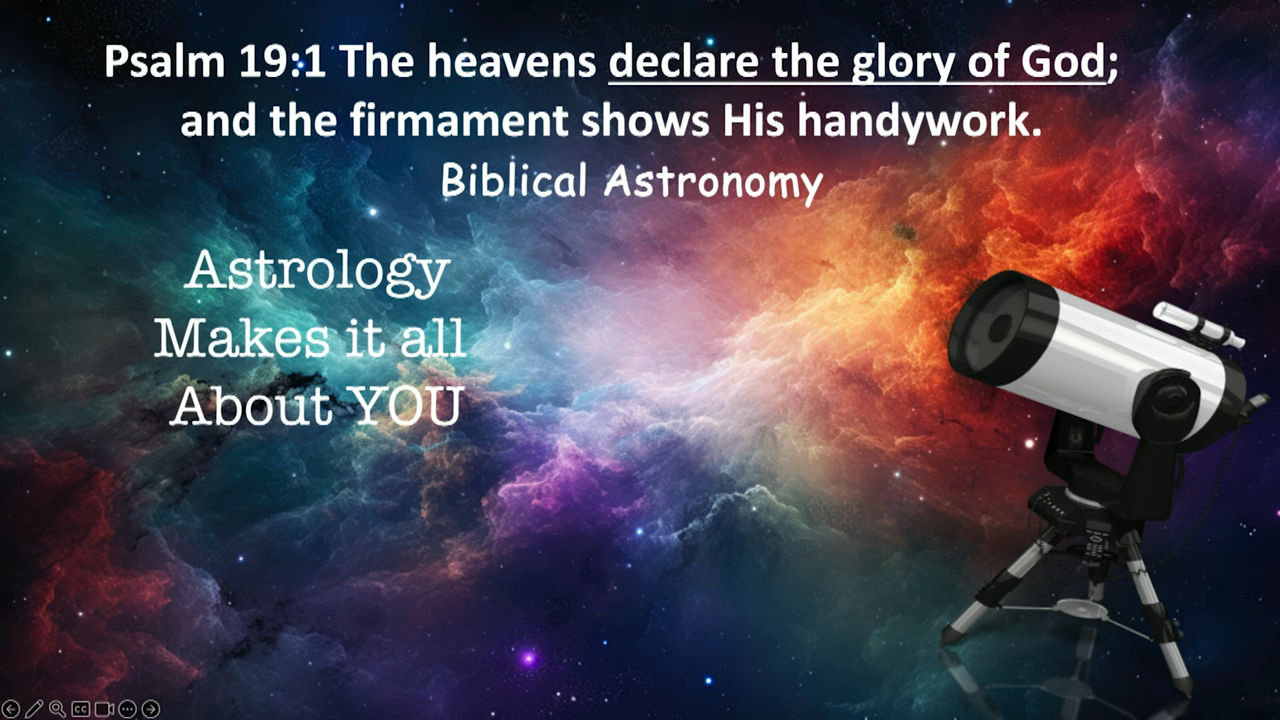 Psalm 19:1 The heavens declare the glory of God;
and the firmament shows His handywork.
Biblical Astronomy
Astrology
Makes it all
About YOU
CC